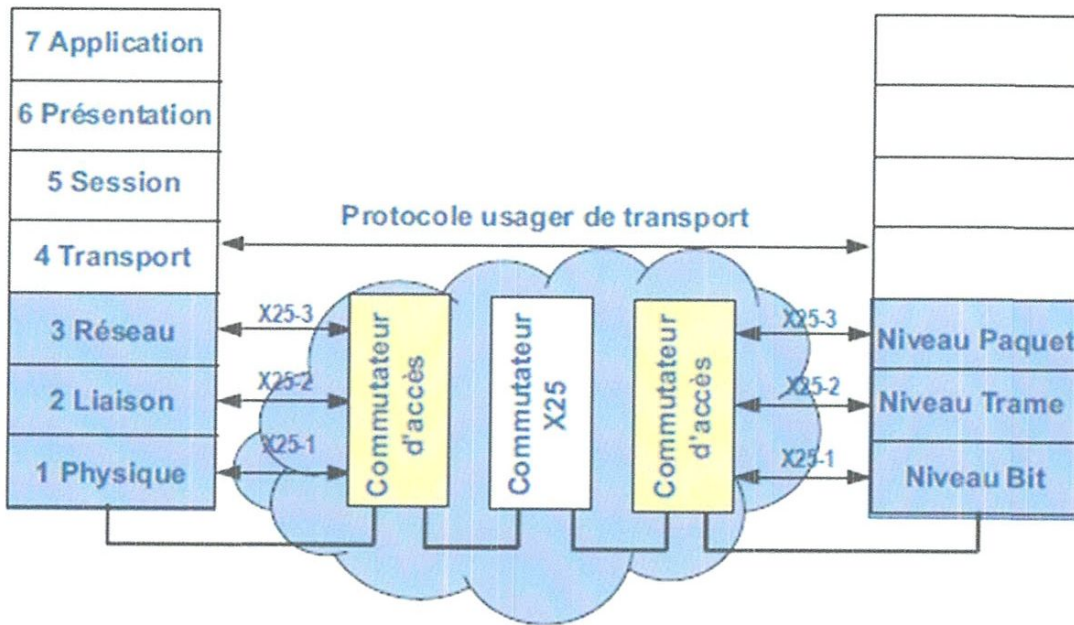 7 Application
6 Présentation
5 Session
4 Transport
3 Réseau
2 Liaison
1 Physique
Protocole usager de transport
X25-3
X25-2
X25-1
Commutateur
d'accès
Commutateur
X25
Commutateur
d'accès
X25-3
X25-2
X25-1
Niveau Paquet
Niveau Trame
Niveau Bit